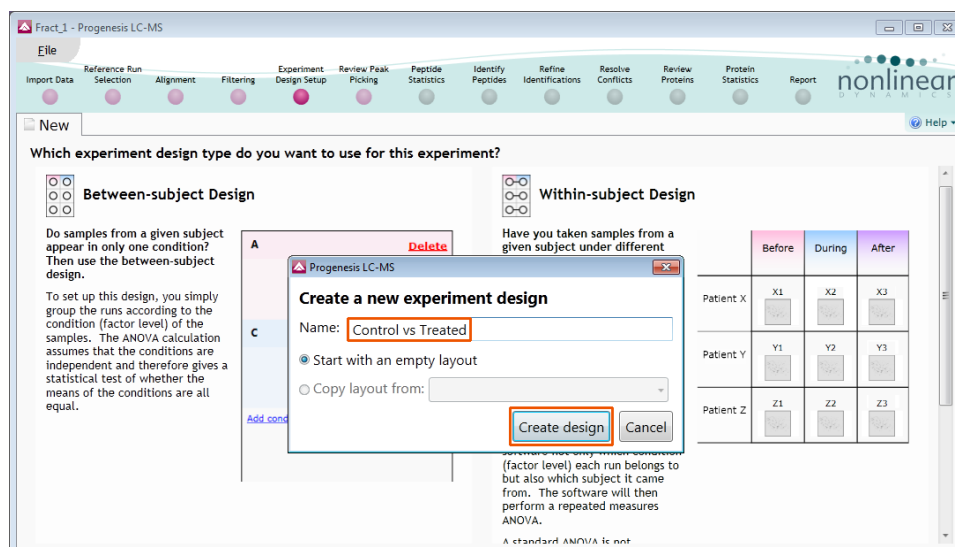 Fract_1 - Progenesis LC-MS
File
Import Data
Reference Run Selection
Alignment
Filtering
Experiment Design Setup
Review Peak Picking
Peptide Statistics
Identify Peptides
Refine Identifications
Resolve Conflicts
Review Proteins
Protein Statistics
Report
nonlinear
DYNAMICS
New
Help
Which experiment design type do you want to use for this experiment?
Between-subject Design
Do samples from a given subject
appear in only one condition?
Then use the between-subject
design.
To set up this design, you simply
group the runs according to the
condition (factor level) of the
samples. The ANOVA calculation
assumes that the conditions are
independent and therefore gives a
statistical test of whether the
means of the conditions are all
equal.
A
Delete
C
Add cond
Within-subject Design
Have you taken samples from a
given subject under different
(factor level) each run belongs to
but also which subject it came
from. The software will then
perform a repeated measures
ANOVA.
A standard ANOVA is not
Before During After
Patient X X1 X2 X3
Patient Y Y1 Y2 Y3
Patient Z Z1 Z2 Z3
Progenesis LC-MS
Create a new experiment design
Name: Control vs Treated
Start with an empty layout
Copy layout from:
Create design Cancel